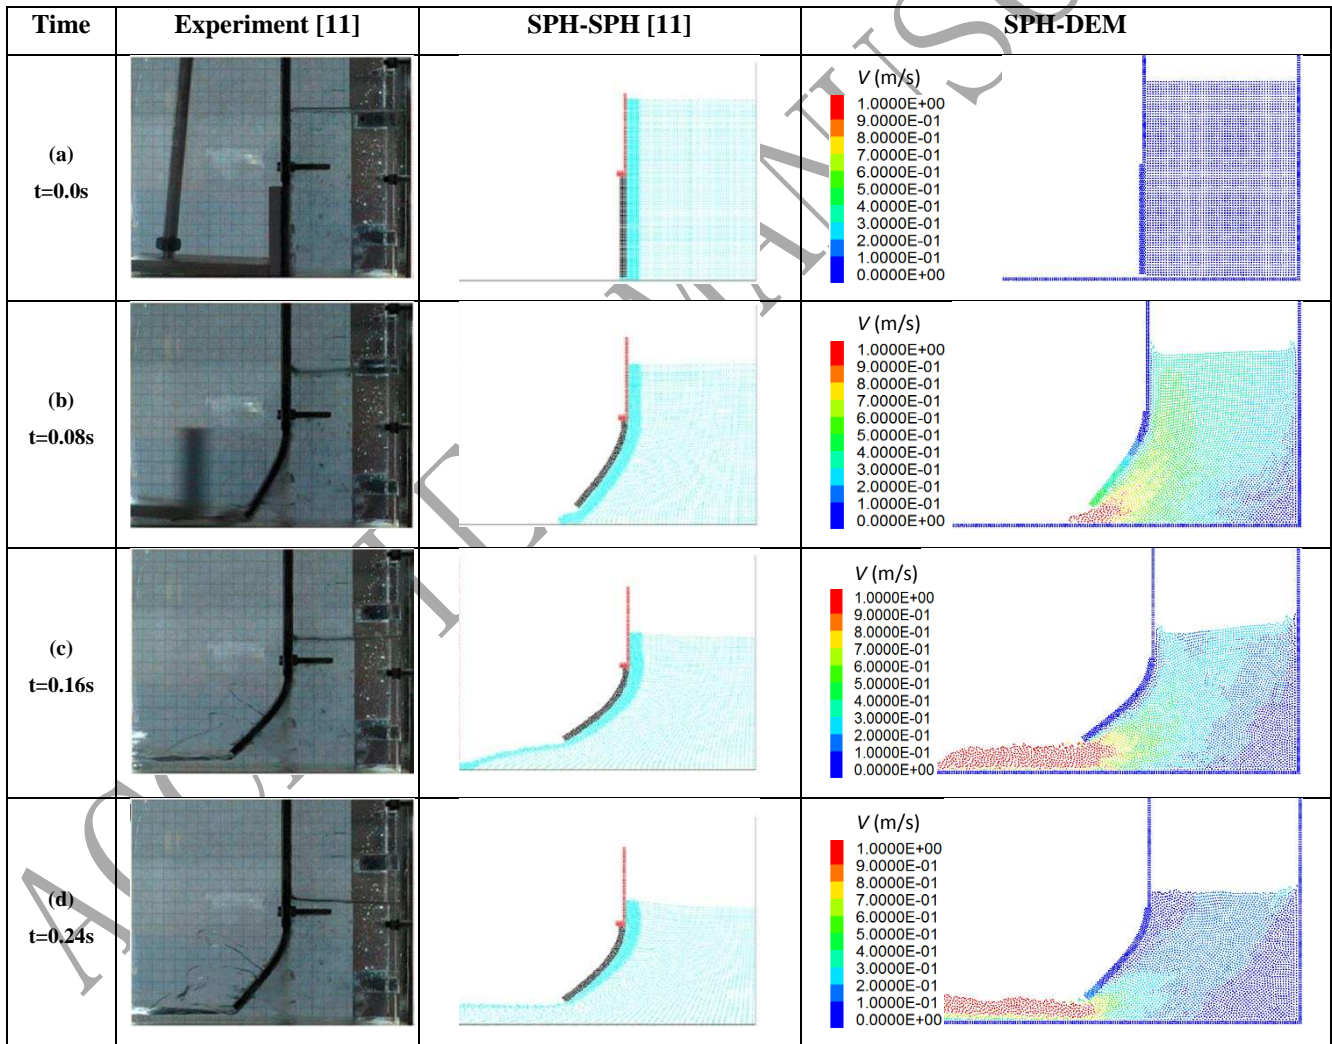 Time Experiment [11] SPH-SPH [11] SPH-DEM
(a)
t=0.0s
V (m/s)
1.0000E+00
9.0000E-01
8.0000E-01
7.0000E-01
6.0000E-01
5.0000E-01
4.0000E-01
3.0000E-01
2.0000E-01
1.0000E-01
0.0000E+00
(b)
t=0.08s
V (m/s)
1.0000E+00
9.0000E-01
8.0000E-01
7.0000E-01
6.0000E-01
5.0000E-01
4.0000E-01
3.0000E-01
2.0000E-01
1.0000E-01
0.0000E+00
(c)
t=0.16s
V (m/s)
1.0000E+00
9.0000E-01
8.0000E-01
7.0000E-01
6.0000E-01
5.0000E-01
4.0000E-01
3.0000E-01
2.0000E-01
1.0000E-01
0.0000E+00
(d)
t=0.24s
V (m/s)
1.0000E+00
9.0000E-01
8.0000E-01
7.0000E-01
6.0000E-01
5.0000E-01
4.0000E-01
3.0000E-01
2.0000E-01
1.0000E-01
0.0000E+00